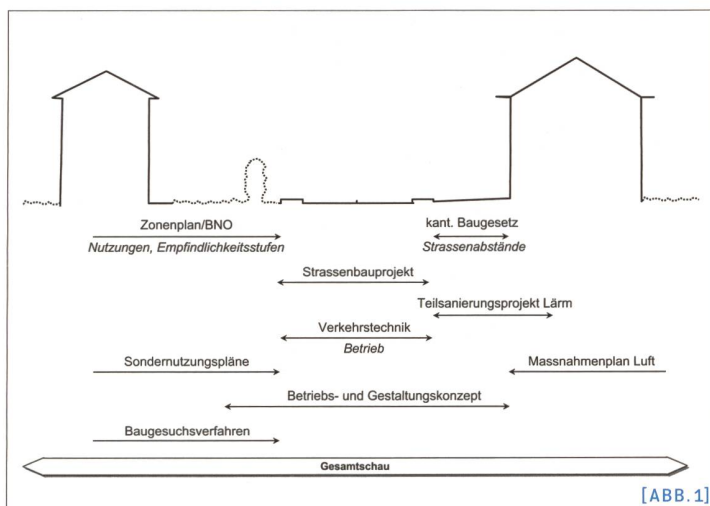 Zonenplan/BNO
Nutzungen, Empfindlichkeitsstufen
kant. Baugesetz
Strassenabstände
Strassenbauprojekt
Teilsanierungsprojekt Lärm
Verkehrstechnik
Betrieb
Sondernutzungspläne
Massnahmenplan Luft
Betriebs- und Gestaltungskonzept
Baugesuchsverfahren
Gesamtschau
[ABB.1]